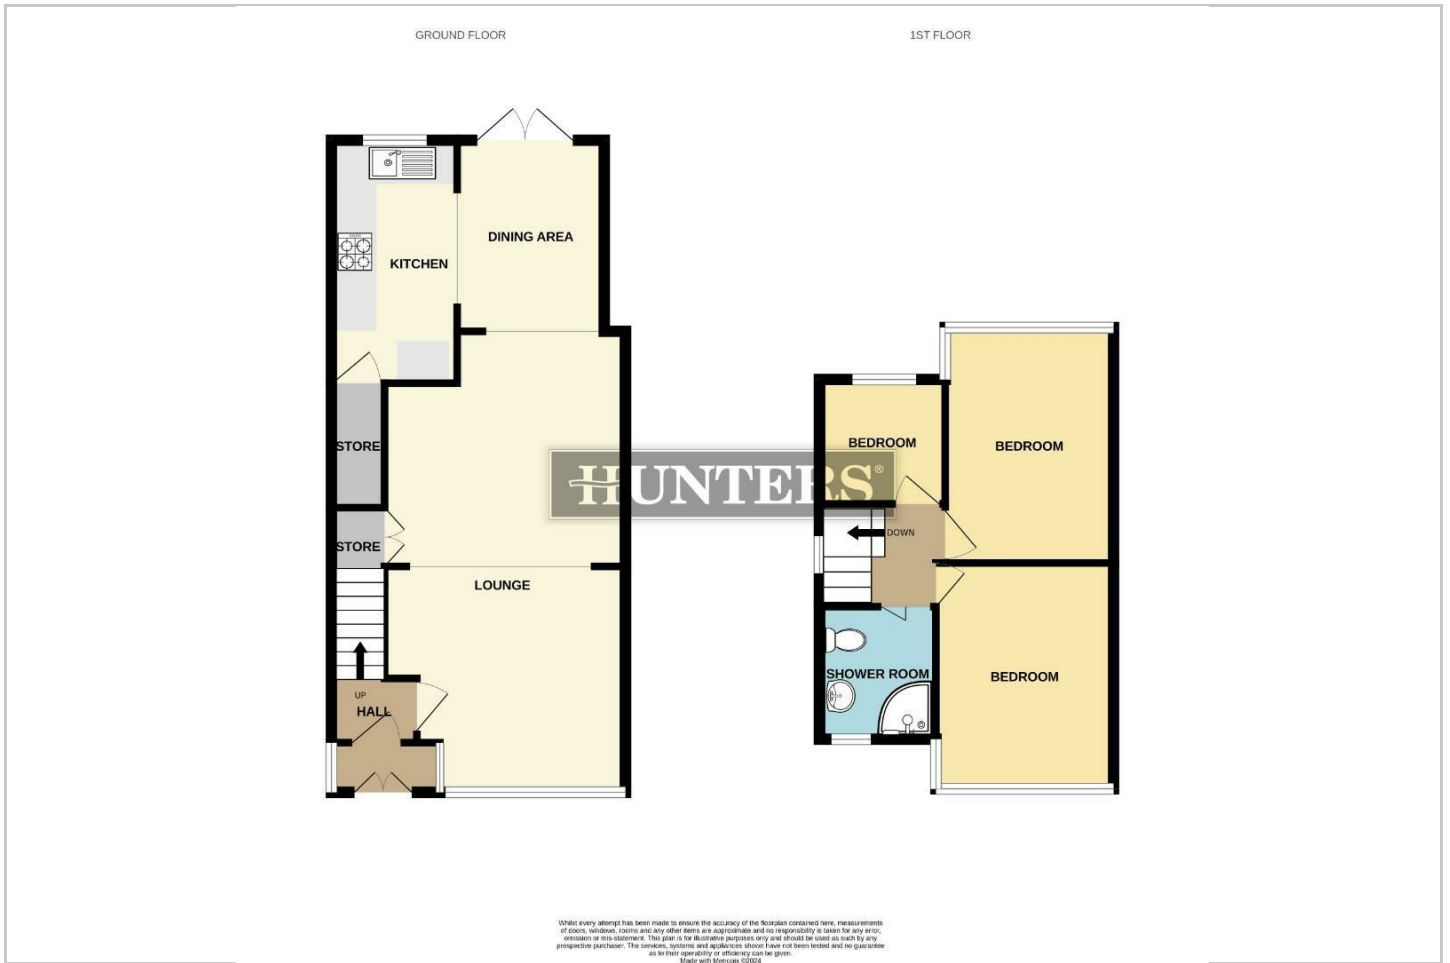 GROUND FLOOR
1ST FLOOR
DINING AREA
KITCHEN
STORE
STORE
LOUNGE
UP
HALL
BEDROOM
BEDROOM
DOWN
SHOWER ROOM
BEDROOM
HUNTERS®
Whilst every attempt has been made to ensure the accuracy of the floorplan contained here, measurements
of doors, windows, rooms and any other items are approximate and no responsibility is taken for any error,
omission or mis-statement. This plan is for illustrative purposes only and should be used as such by any
prospective purchaser. The services, systems and appliances shown have not been tested and no guarantee
as to their operability or efficiency can be given.
Made with Metropix ©2024